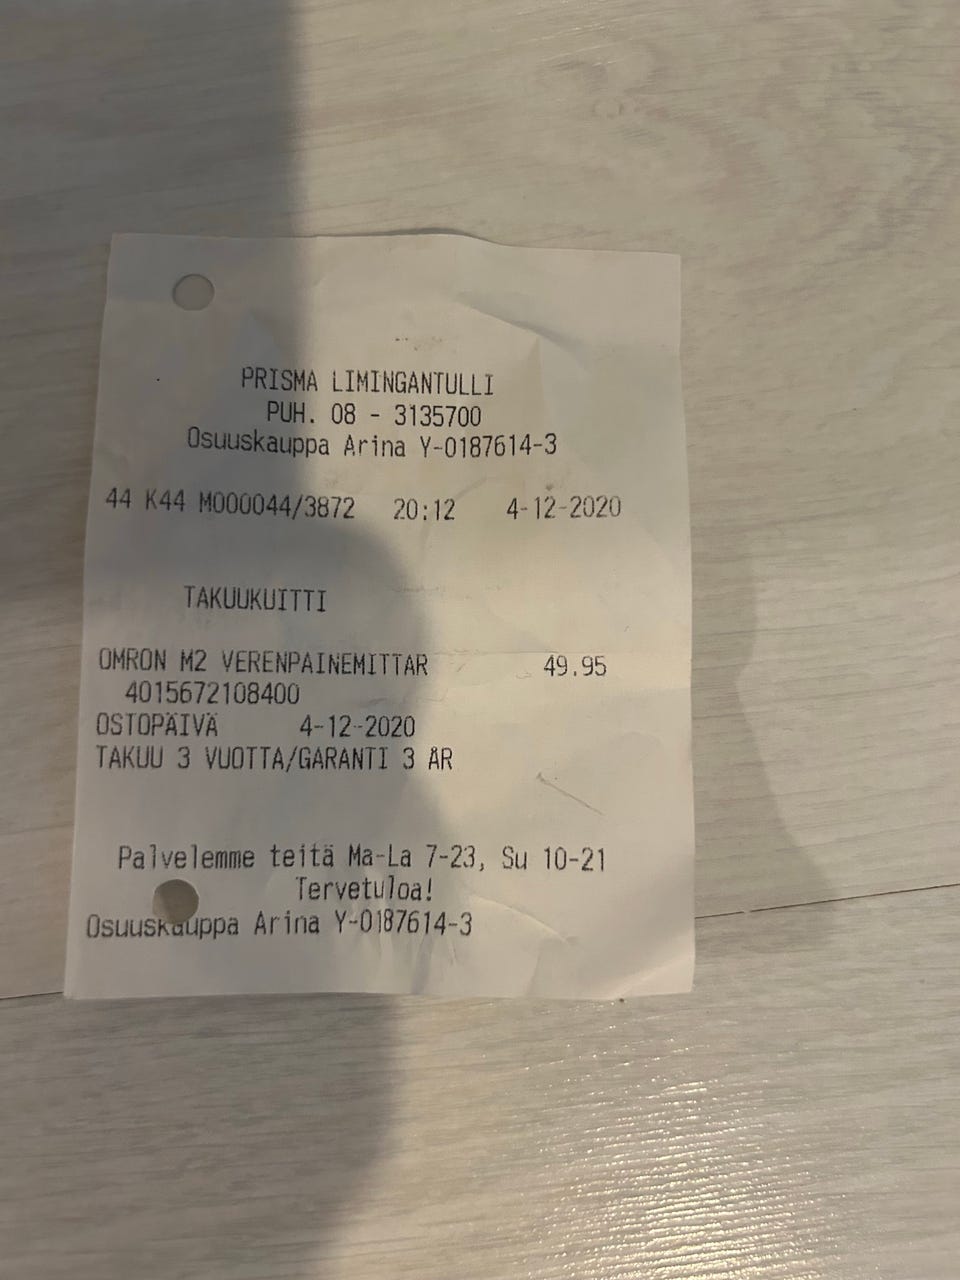 PRISMA LIMINGANTULLI
PUH. 08 - 3135700
Osuuskauppa Arina Y-0187614-3
44 K44 M000044/3872 20:12 4-12-2020
TAKUUKUITTI
OMRON M2 VERENPAINEMITTAR 49.95
4015672108400
OSTOPÄIVÄ 4-12-2020
TAKUU 3 VUOTTA/GARANTI 3 ÅR
Palvelemme teitä Ma-La 7-23, Su 10-21
Tervetuloa!
Osuuskauppa Arina Y-0187614-3